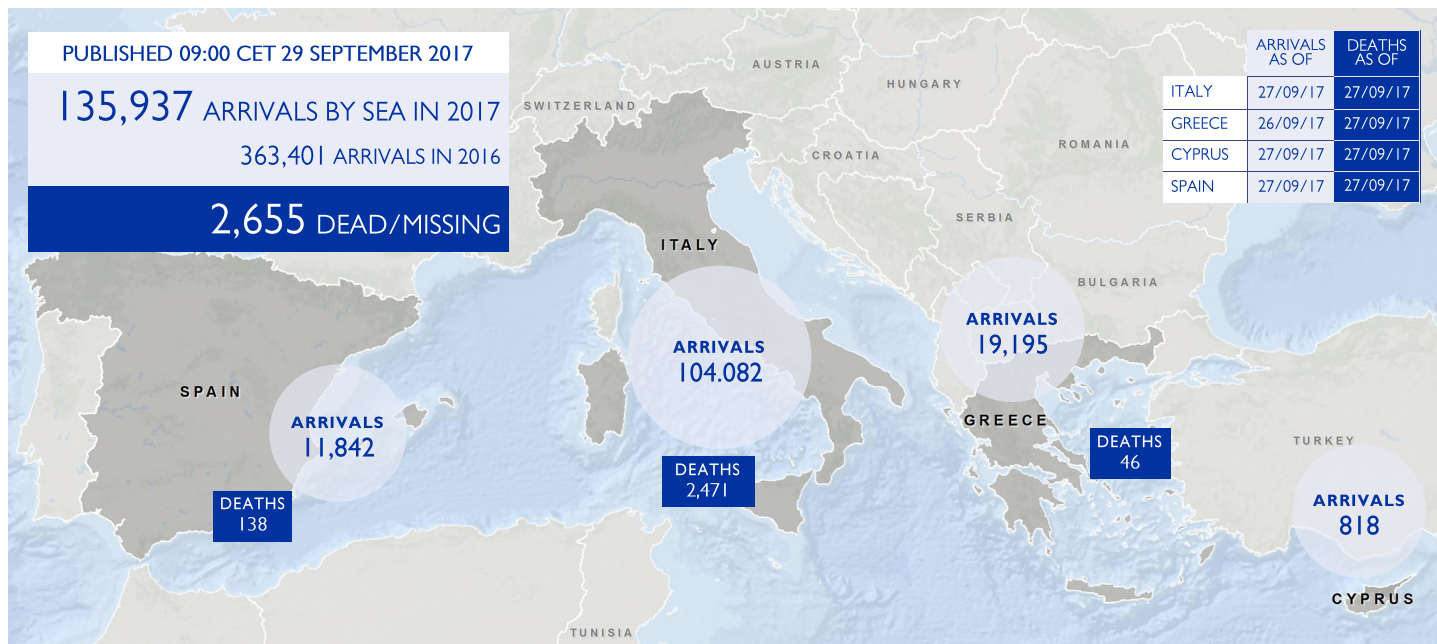 PUBLISHED 09:00 CET 29 SEPTEMBER 2017
135,937 ARRIVALS BY SEA IN 2017
363,401 ARRIVALS IN 2016
2,655 DEAD/MISSING
ARRIVALS AS OF
DEATHS AS OF
ITALY 27/09/17 27/09/17
GREECE 26/09/17 27/09/17
CYPRUS 27/09/17 27/09/17
SPAIN 27/09/17 27/09/17
AUSTRIA
HUNGARY
SWITZERLAND
CROATIA
ROMANIA
SERBIA
ITALY
BULGARIA
ARRIVALS
19,195
ARRIVALS
104.082
SPAIN
ARRIVALS
11,842
GREECE
DEATHS
46
TURKEY
DEATHS
2,471
DEATHS
138
ARRIVALS
818
CYPRUS
TUNISIA